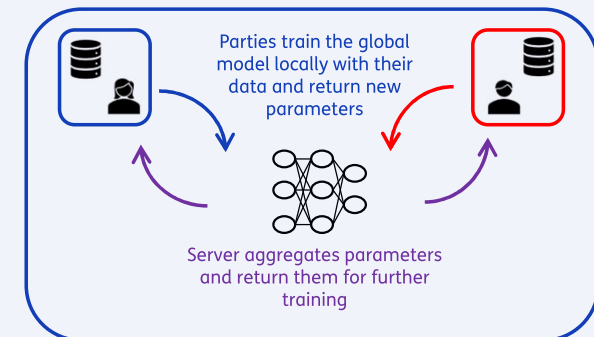 Parties train the global
model locally with their
data and return new
parameters
Server aggregates parameters
and return them for further
training